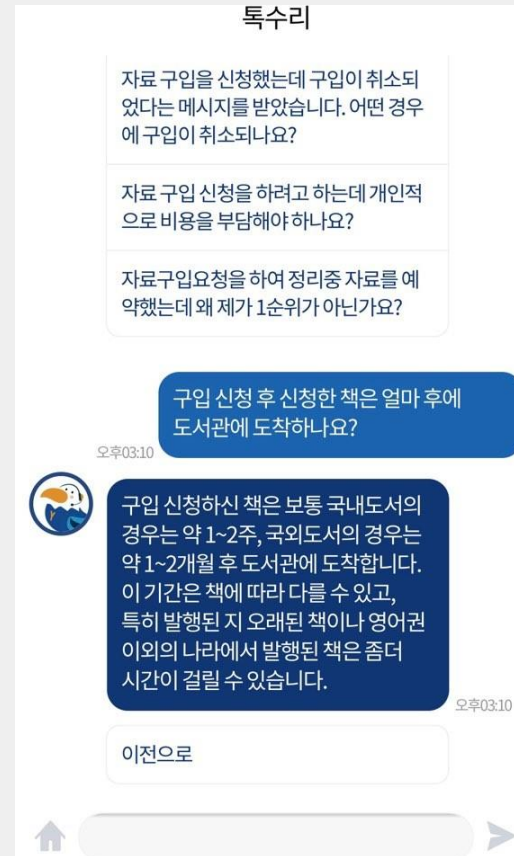 톡수리
자료 구입을 신청했는데 구입이 취소되
었다는 메시지를 받았습니다. 어떤 경우
에 구입이 취소되나요?
자료 구입 신청을 하려고 하는데 개인적
으로 비용을 부담해야 하나요?
자료구입요청을 하여 정리중 자료를 예
약했는데 왜 제가 1순위가 아닌가요?
구입 신청 후 신청한 책은 얼마 후에
도서관에 도착하나요?
오후03:10
구입 신청하신 책은 보통 국내도서의
경우는 약 1~2주, 국외도서의 경우는
약 1~2개월 후 도서관에 도착합니다.
이 기간은 책에 따라 다를 수 있고,
특히 발행된 지 오래된 책이나 영어권
이외의 나라에서 발행된 책은 좀더
시간이 걸릴 수 있습니다.
오후03:10
이전으로